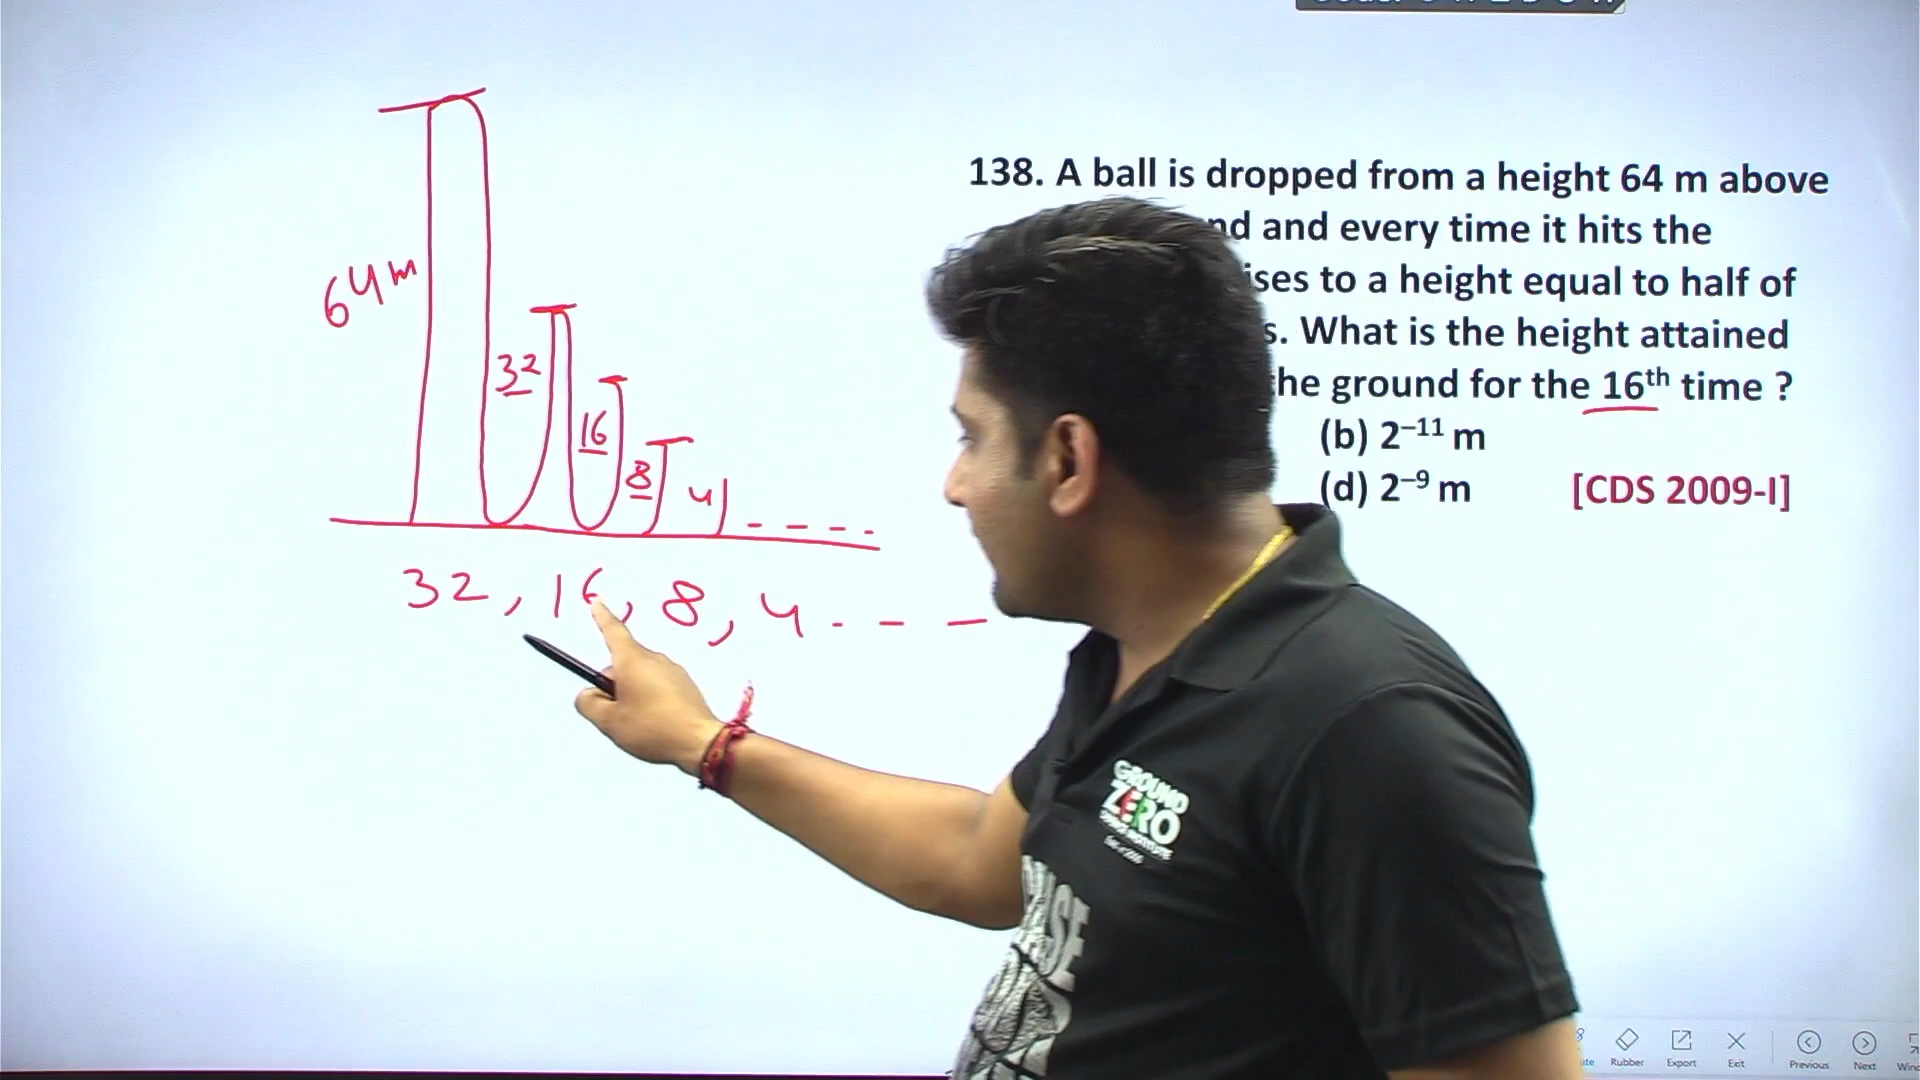 138. A ball is dropped from a height 64 m above
nd and every time it hits the
ises to a height equal to half of
s. What is the height attained
he ground for the 16th time ?
(b) 2⁻¹¹ m
(d) 2⁻⁹ m [CDS 2009-I]
64 m
32
16
8
4
32, 16, 8, 4 - - -
GROUND
ZERO
Rubber
Export
Exit
Previous
Next